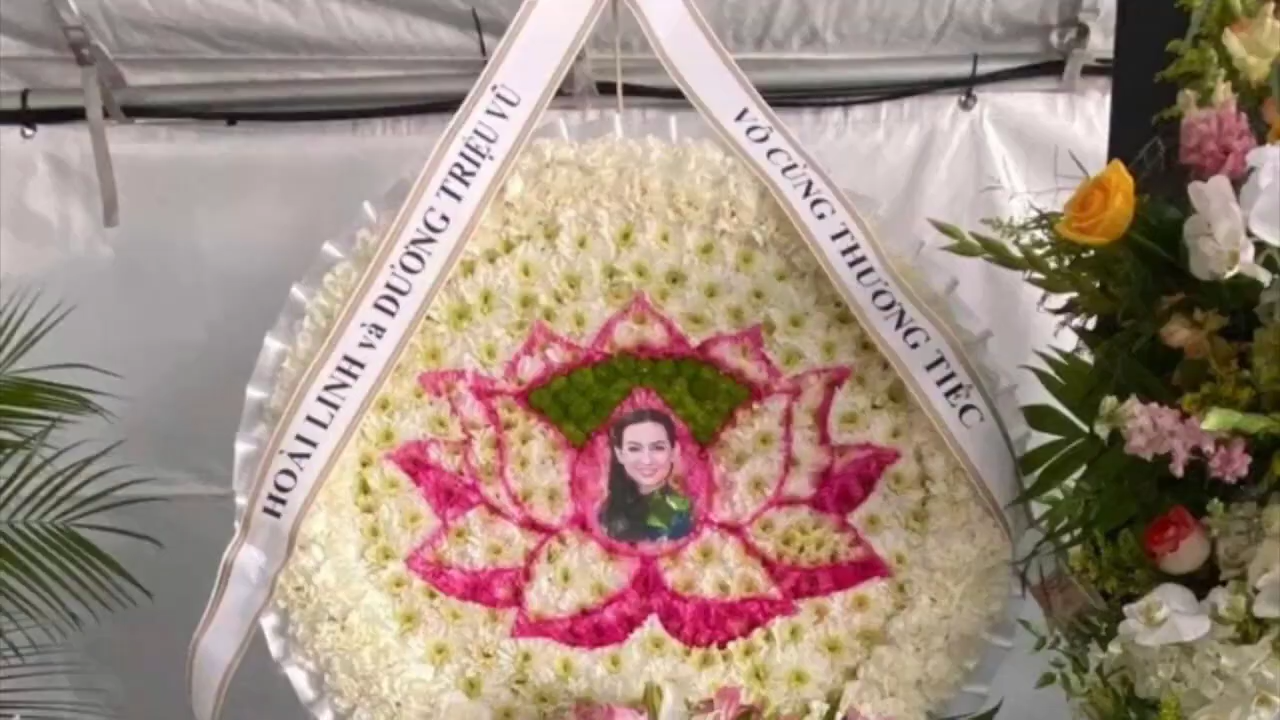 HOÀI LINH và DƯƠNG TRIỆU VŨ
VÔ CÙNG THƯƠNG TIẾC